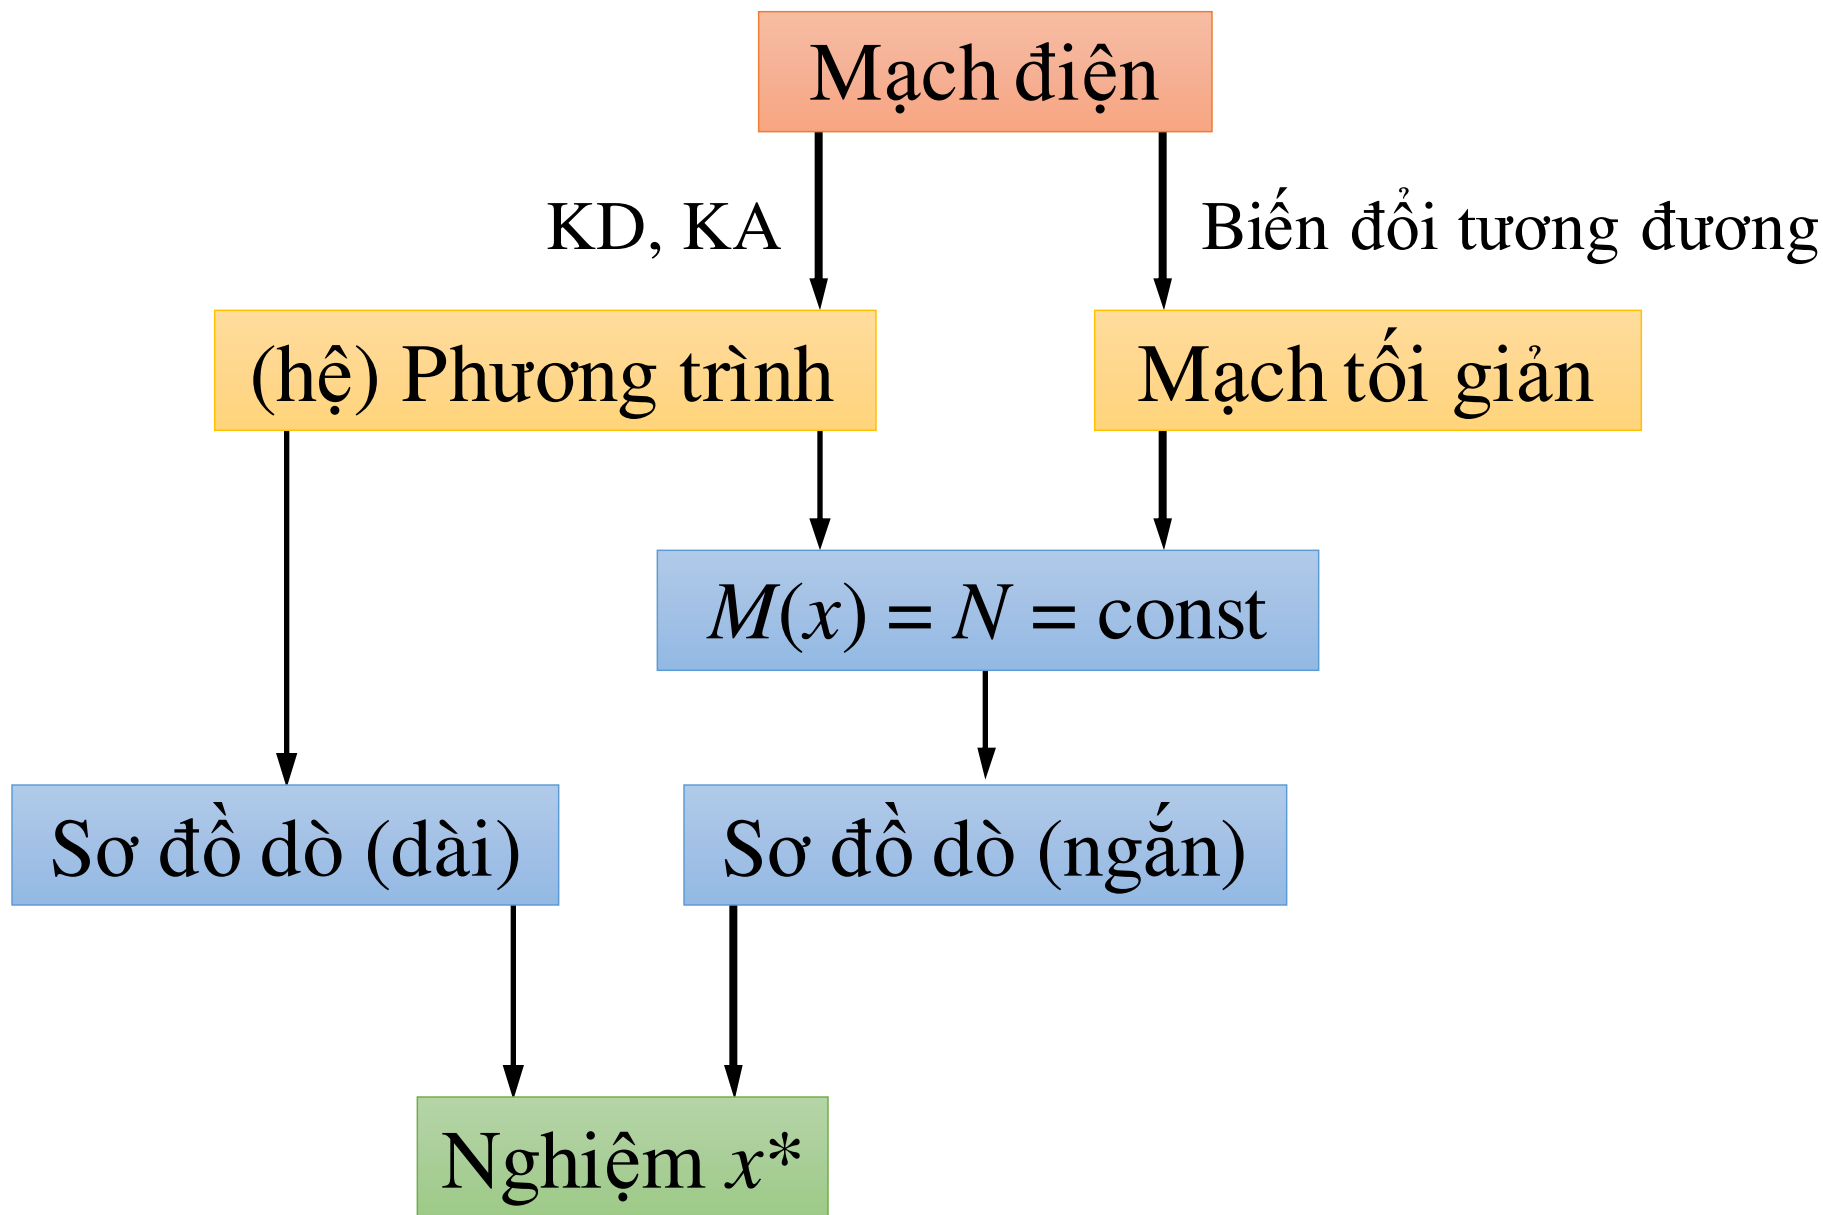 Mạch điện
KD, KA
Biến đổi tương đương
(hệ) Phương trình
Mạch tối giản
M(x) = N = const
Sơ đồ dò (dài)
Sơ đồ dò (ngắn)
Nghiệm x*